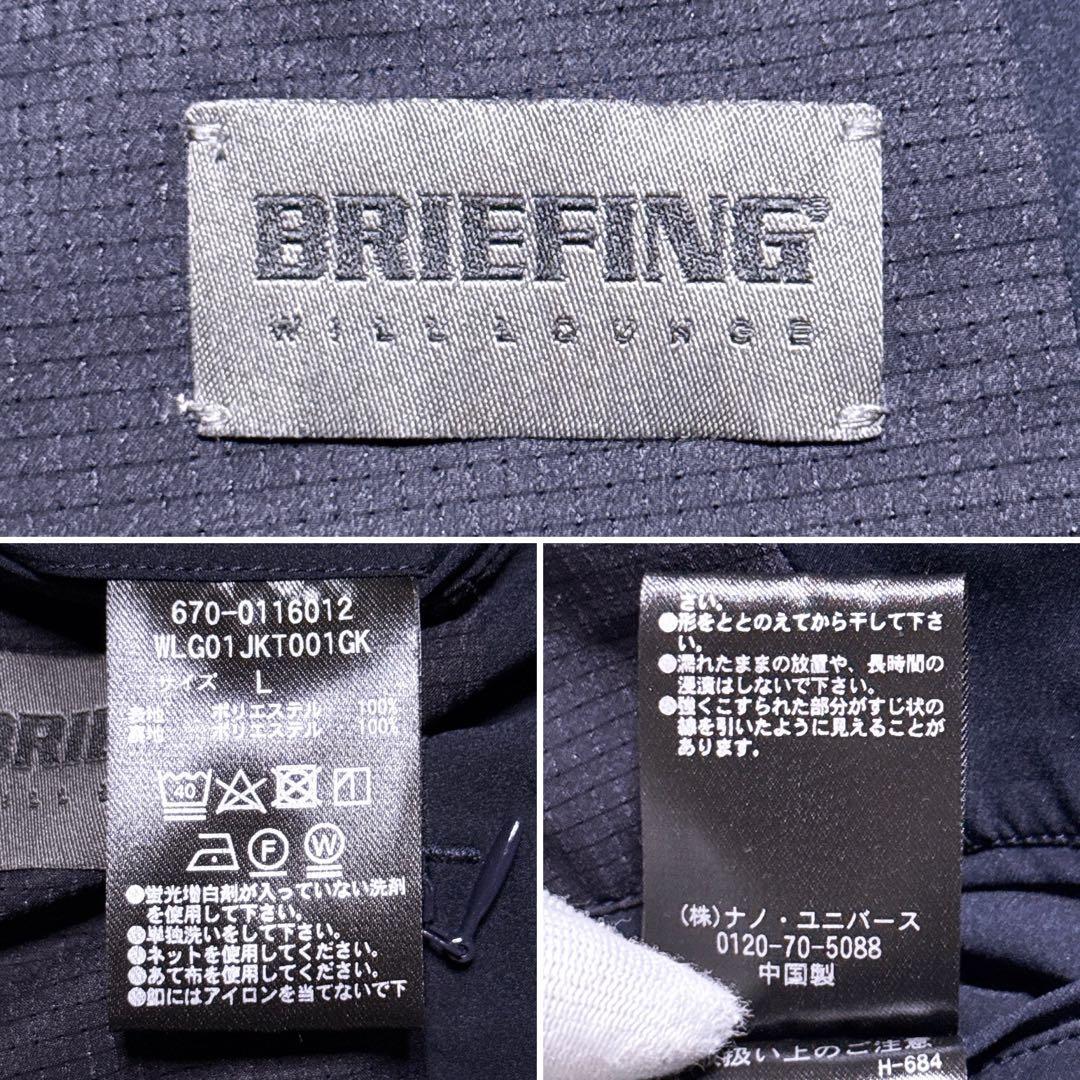 BRIEFING®
WILL LOUNGE
670-0116012
WLG01JKT001GK
サイズ L
表地 ポリエステル 100%
裏地 ポリエステル 100%
40
F
W
●蛍光増白剤が入っていない洗剤
を使用して下さい。
●単独洗いをして下さい。
●ネットを使用してください。
●あて布を使用してください。
●釦にはアイロンを当てないで下
BRIE
WILL
さい。
●形をととのえてから干して下さ
い。
●濡れたままの放置や、長時間の
浸漬はしないで下さい。
●強くこすられた部分がすじ状の
線を引いたように見えることが
あります。
(株)ナノ・ユニバース
0120-70-5088
中国製
扱い上のご注意
H-684